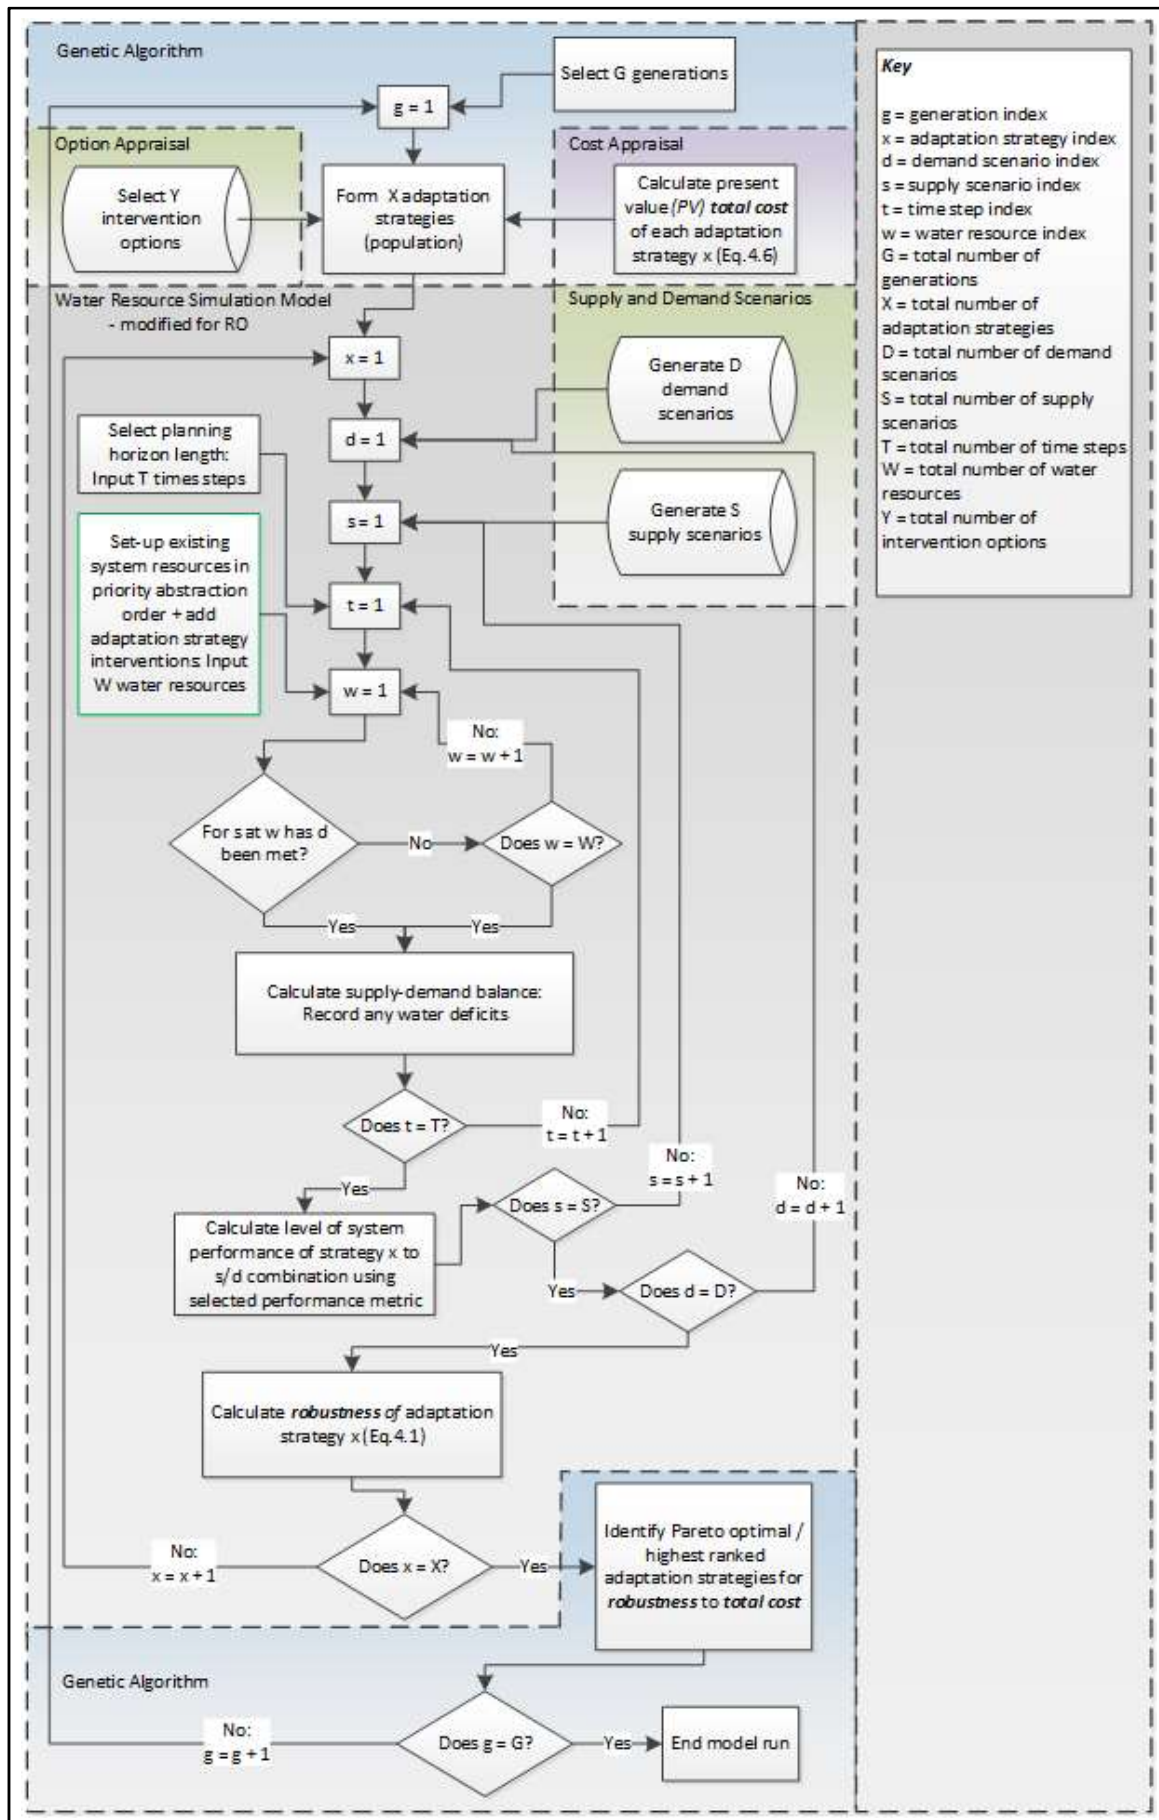 Genetic Algorithm
Select G generations
g = 1
Option Appraisal
Select Y
intervention
options
Form X adaptation
strategies
(population)
Cost Appraisal
Calculate present
value (PV) total cost
of each adaptation
strategy x (Eq.4.6)
Water Resource Simulation Model
- modified for RO
Supply and Demand Scenarios
x = 1
Generate D
demand
scenarios
Select planning
horizon length:
Input T times steps
d = 1
Set-up existing
system resources in
priority abstraction
order + add
adaptation strategy
interventions. Input
W water resources
s = 1
Generate S
supply scenarios
t = 1
w = 1
No:
w = w + 1
For s at w has d
been met?
No
Does w = W?
Yes
Yes
Calculate supply-demand balance:
Record any water deficits
Does t = T?
No:
t = t + 1
Yes
Calculate level of system
performance of strategy x to
s/d combination using
selected performance metric
Does s = S?
No:
s = s + 1
Yes
Does d = D?
No:
d = d + 1
Yes
Calculate robustness of adaptation
strategy x (Eq.4.1)
Does x = X?
No:
x = x + 1
Yes
Identify Pareto optimal /
highest ranked
adaptation strategies for
robustness to total cost
Genetic Algorithm
Does g = G?
No:
g = g + 1
Yes
End model run
Key
g = generation index
x = adaptation strategy index
d = demand scenario index
s = supply scenario index
t = time step index
w = water resource index
G = total number of
generations
X = total number of
adaptation strategies
D = total number of demand
scenarios
S = total number of supply
scenarios
T = total number of time steps
W = total number of water
resources
Y = total number of
intervention options